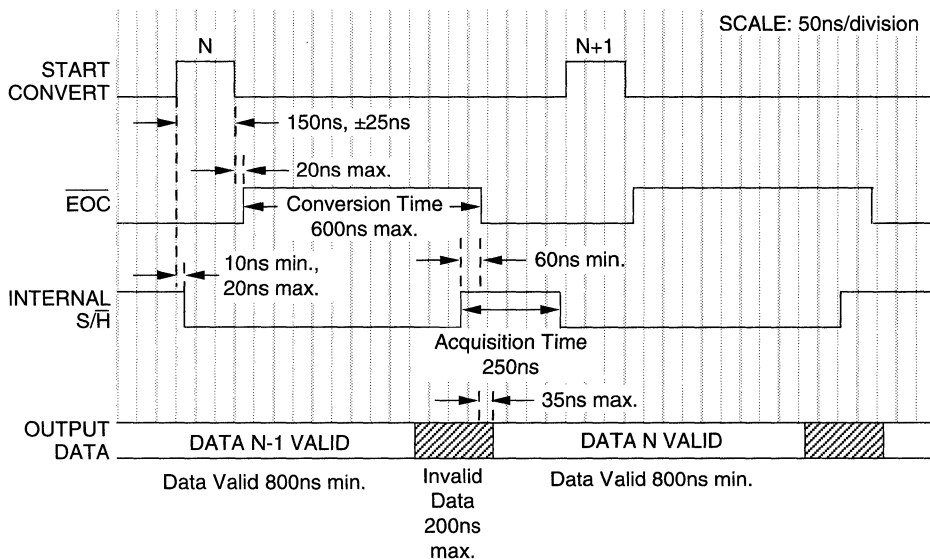 SCALE: 50ns/division
N
N+1
START
CONVERT
150ns, ±25ns
20ns max.
EOC
Conversion Time
600ns max.
10ns min.,
20ns max.
60ns min.
INTERNAL
S/H
Acquisition Time
250ns
35ns max.
OUTPUT
DATA
DATA N-1 VALID
DATA N VALID
Data Valid 800ns min.
Invalid
Data
200ns
max.
Data Valid 800ns min.